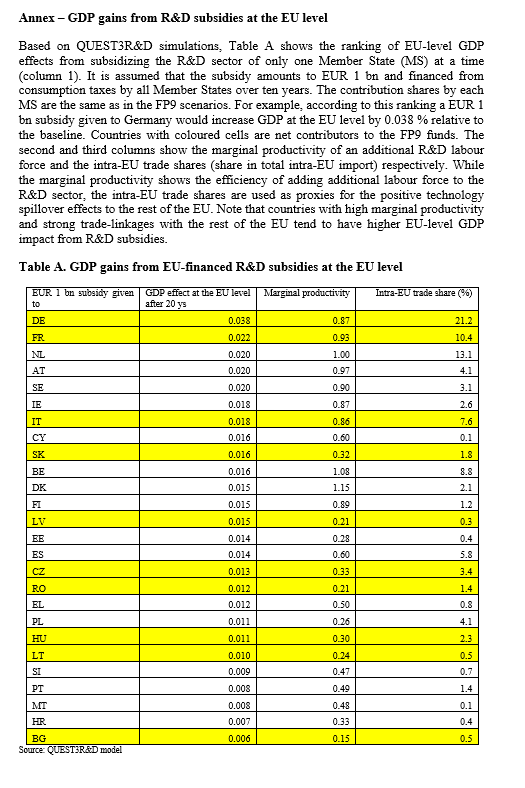 Annex – GDP gains from R&D subsidies at the EU level
Based on QUEST3R&D simulations, Table A shows the ranking of EU-level GDP
effects from subsidizing the R&D sector of only one Member State (MS) at a time
(column 1). It is assumed that the subsidy amounts to EUR 1 bn and financed from
consumption taxes by all Member States over ten years. The contribution shares by each
MS are the same as in the FP9 scenarios. For example, according to this ranking a EUR 1
bn subsidy given to Germany would increase GDP at the EU level by 0.038 % relative to
the baseline. Countries with coloured cells are net contributors to the FP9 funds. The
second and third columns show the marginal productivity of an additional R&D labour
force and the intra-EU trade shares (share in total intra-EU import) respectively. While
the marginal productivity shows the efficiency of adding additional labour force to the
R&D sector, the intra-EU trade shares are used as proxies for the positive technology
spillover effects to the rest of the EU. Note that countries with high marginal productivity
and strong trade-linkages with the rest of the EU tend to have higher EU-level GDP
impact from R&D subsidies.
Table A. GDP gains from EU-financed R&D subsidies at the EU level
EUR 1 bn subsidy given to GDP effect at the EU level after 20 ys Marginal productivity Intra-EU trade share (%)
DE 0.038 0.87 21.2
FR 0.022 0.93 10.4
NL 0.020 1.00 13.1
AT 0.020 0.97 4.1
SE 0.020 0.90 3.1
IE 0.018 0.87 2.6
IT 0.018 0.86 7.6
CY 0.016 0.60 0.1
SK 0.016 0.32 1.8
BE 0.016 1.08 8.8
DK 0.015 1.15 2.1
FI 0.015 0.89 1.2
LV 0.015 0.21 0.3
EE 0.014 0.28 0.4
ES 0.014 0.60 5.8
CZ 0.013 0.33 3.4
RO 0.012 0.21 1.4
EL 0.012 0.50 0.8
PL 0.011 0.26 4.1
HU 0.011 0.30 2.3
LT 0.010 0.24 0.5
SI 0.009 0.47 0.7
PT 0.008 0.49 1.4
MT 0.008 0.48 0.1
HR 0.007 0.33 0.4
BG 0.006 0.15 0.5
Source: QUEST3R&D model